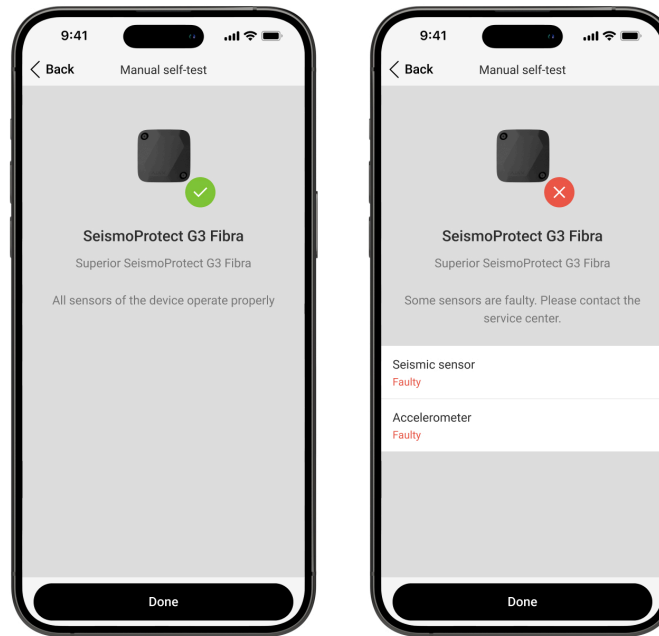 9:41
Back
Manual self-test
SeismoProtect G3 Fibra
Superior SeismoProtect G3 Fibra
All sensors of the device operate properly
Done
9:41
Back
Manual self-test
SeismoProtect G3 Fibra
Superior SeismoProtect G3 Fibra
Some sensors are faulty. Please contact the
service center.
Seismic sensor
Faulty
Accelerometer
Faulty
Done